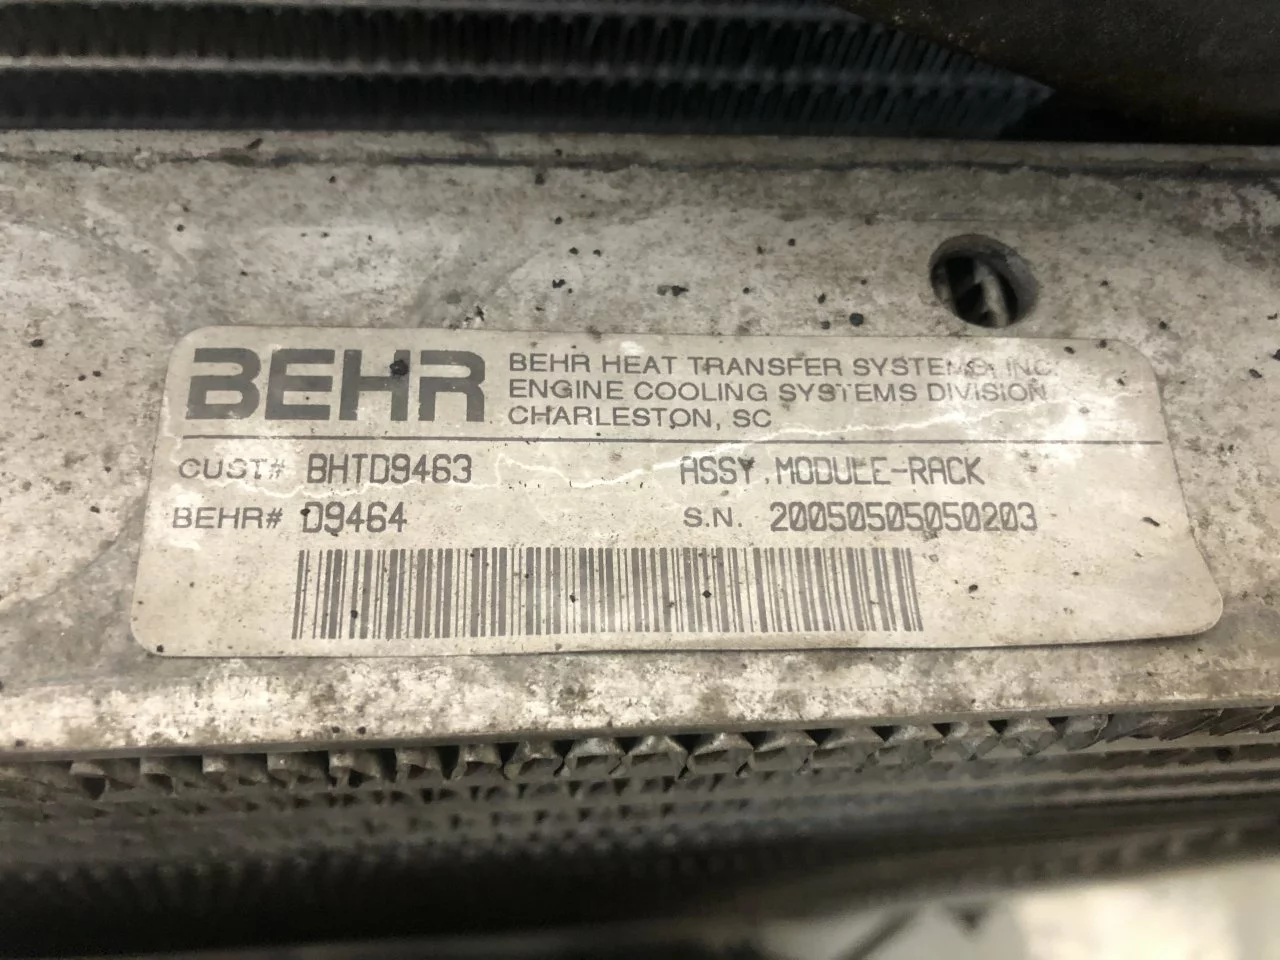 BEHR
BEHR HEAT TRANSFER SYSTEMS, INC.
ENGINE COOLING SYSTEMS DIVISION
CHARLESTON, SC
CUST# BHTD9463 ASSY.MODULE-RACK
BEHR# D9464 S.N. 20050505050203